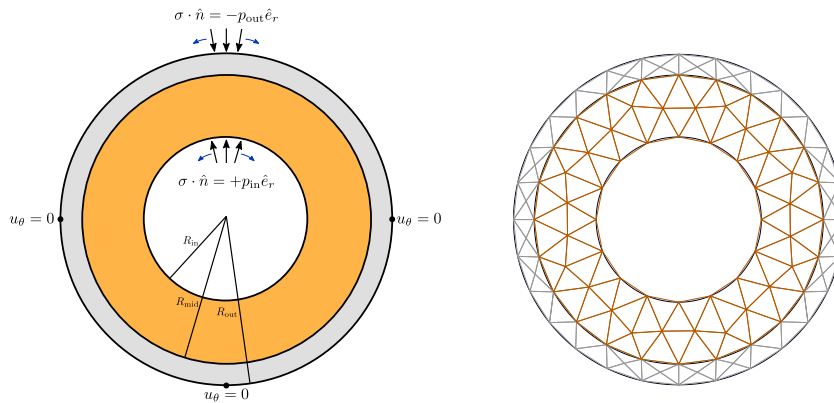 σ · n̂ = −p_out ê_r
σ · n̂ = +p_in ê_r
u_θ = 0
u_θ = 0
R_in
R_mid
R_out
u_θ = 0